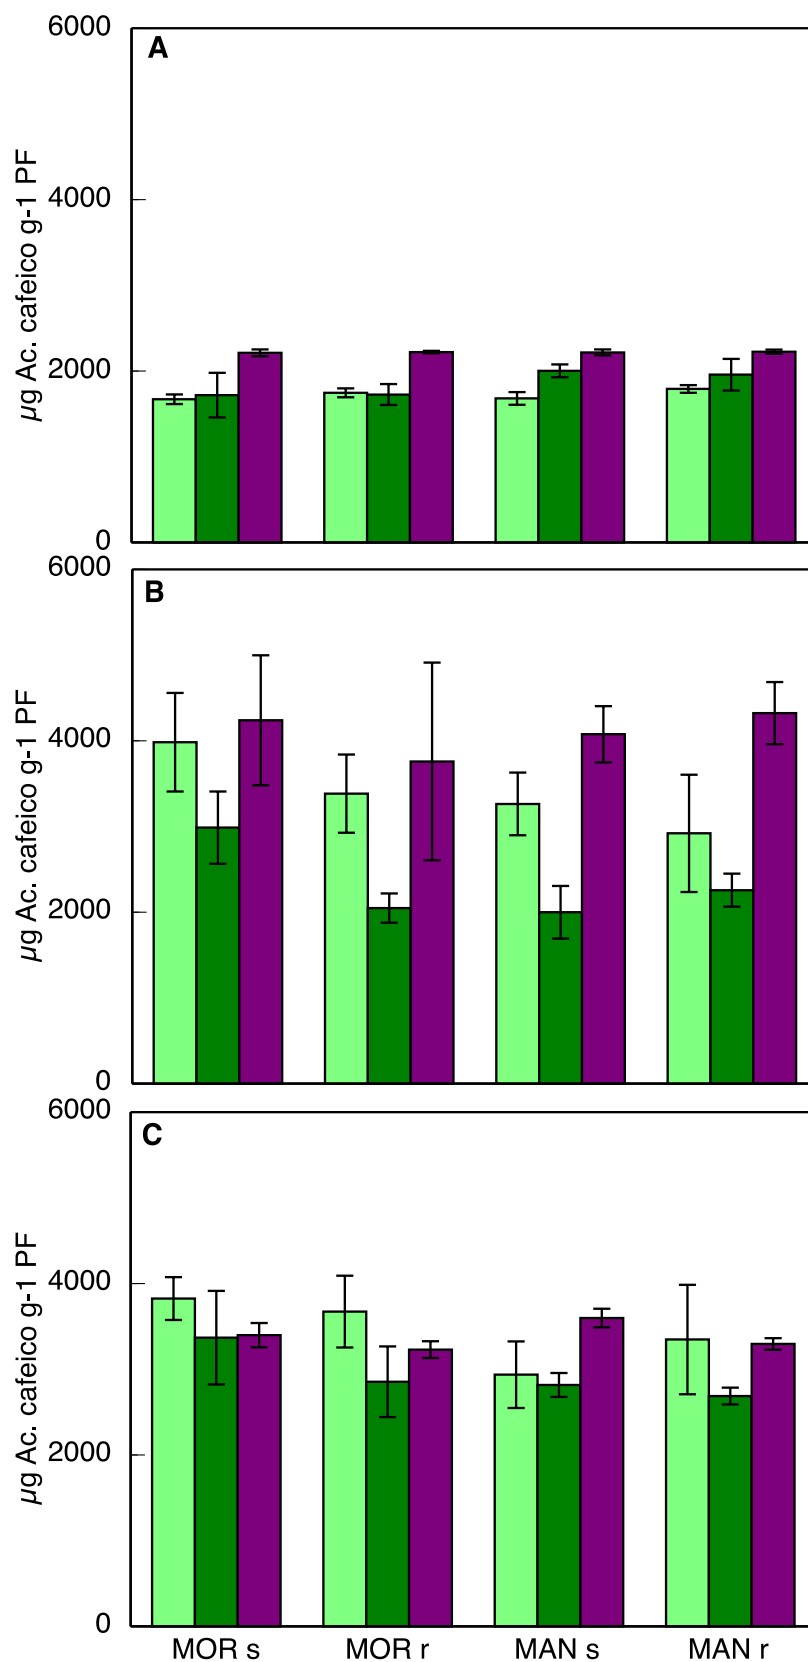 6000
A
4000
2000
0
µg Ac. cafeico g-1 PF
6000
B
4000
2000
0
µg Ac. cafeico g-1 PF
6000
C
4000
2000
0
µg Ac. cafeico g-1 PF
MOR s MOR r MAN s MAN r